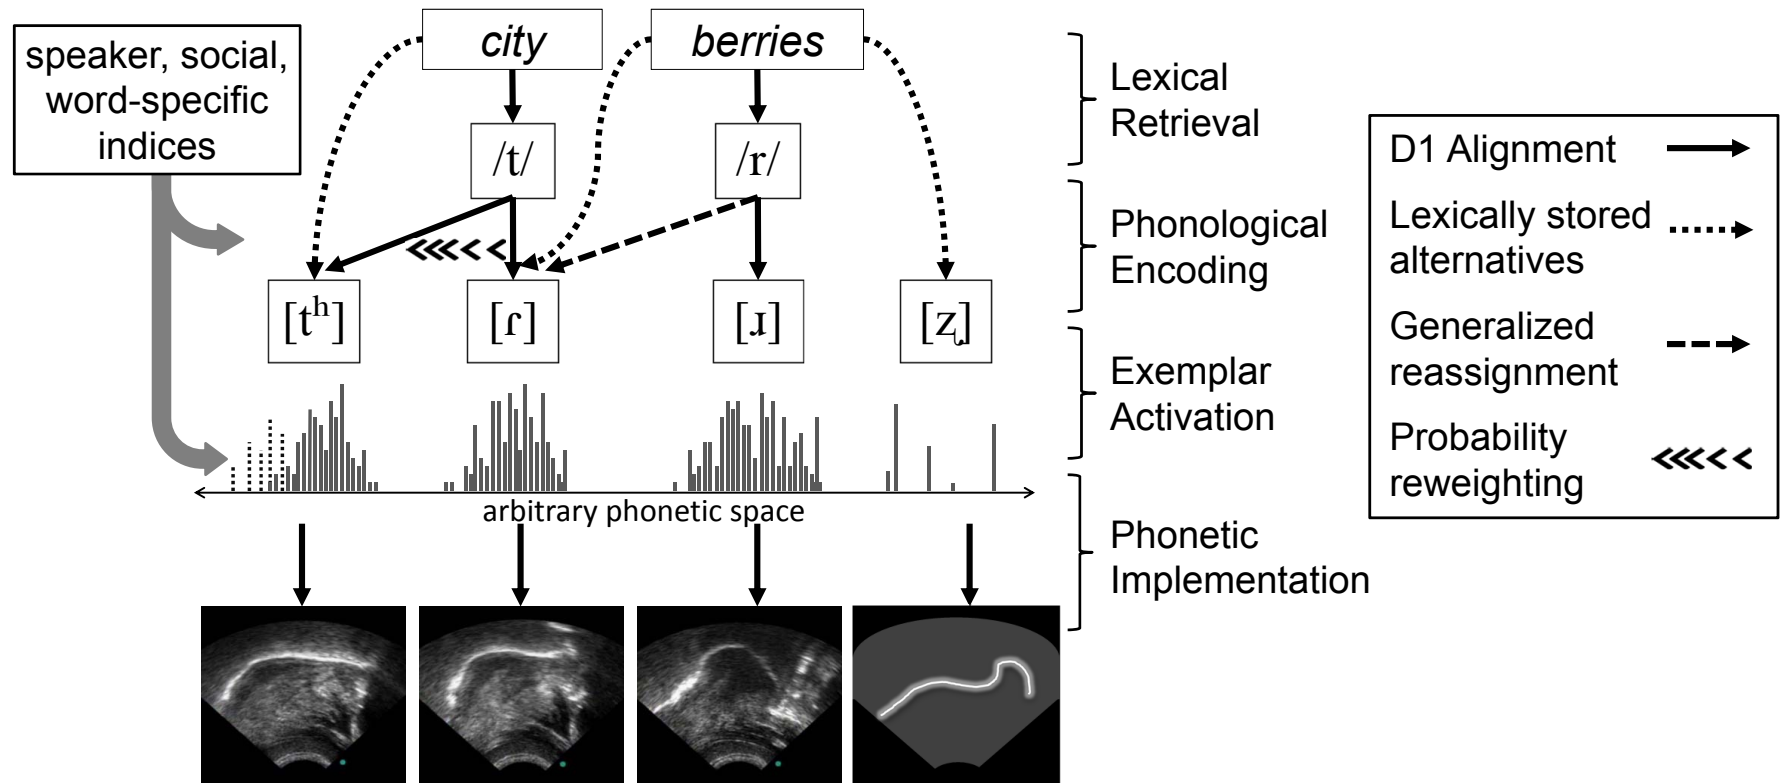 speaker, social,
word-specific
indices
city
berries
/t/
/r/
[tʰ]
[ɾ]
[ɹ]
[ʐ]
Lexical
Retrieval
Phonological
Encoding
Exemplar
Activation
Phonetic
Implementation
arbitrary phonetic space
D1 Alignment
Lexically stored
alternatives
Generalized
reassignment
Probability
reweighting